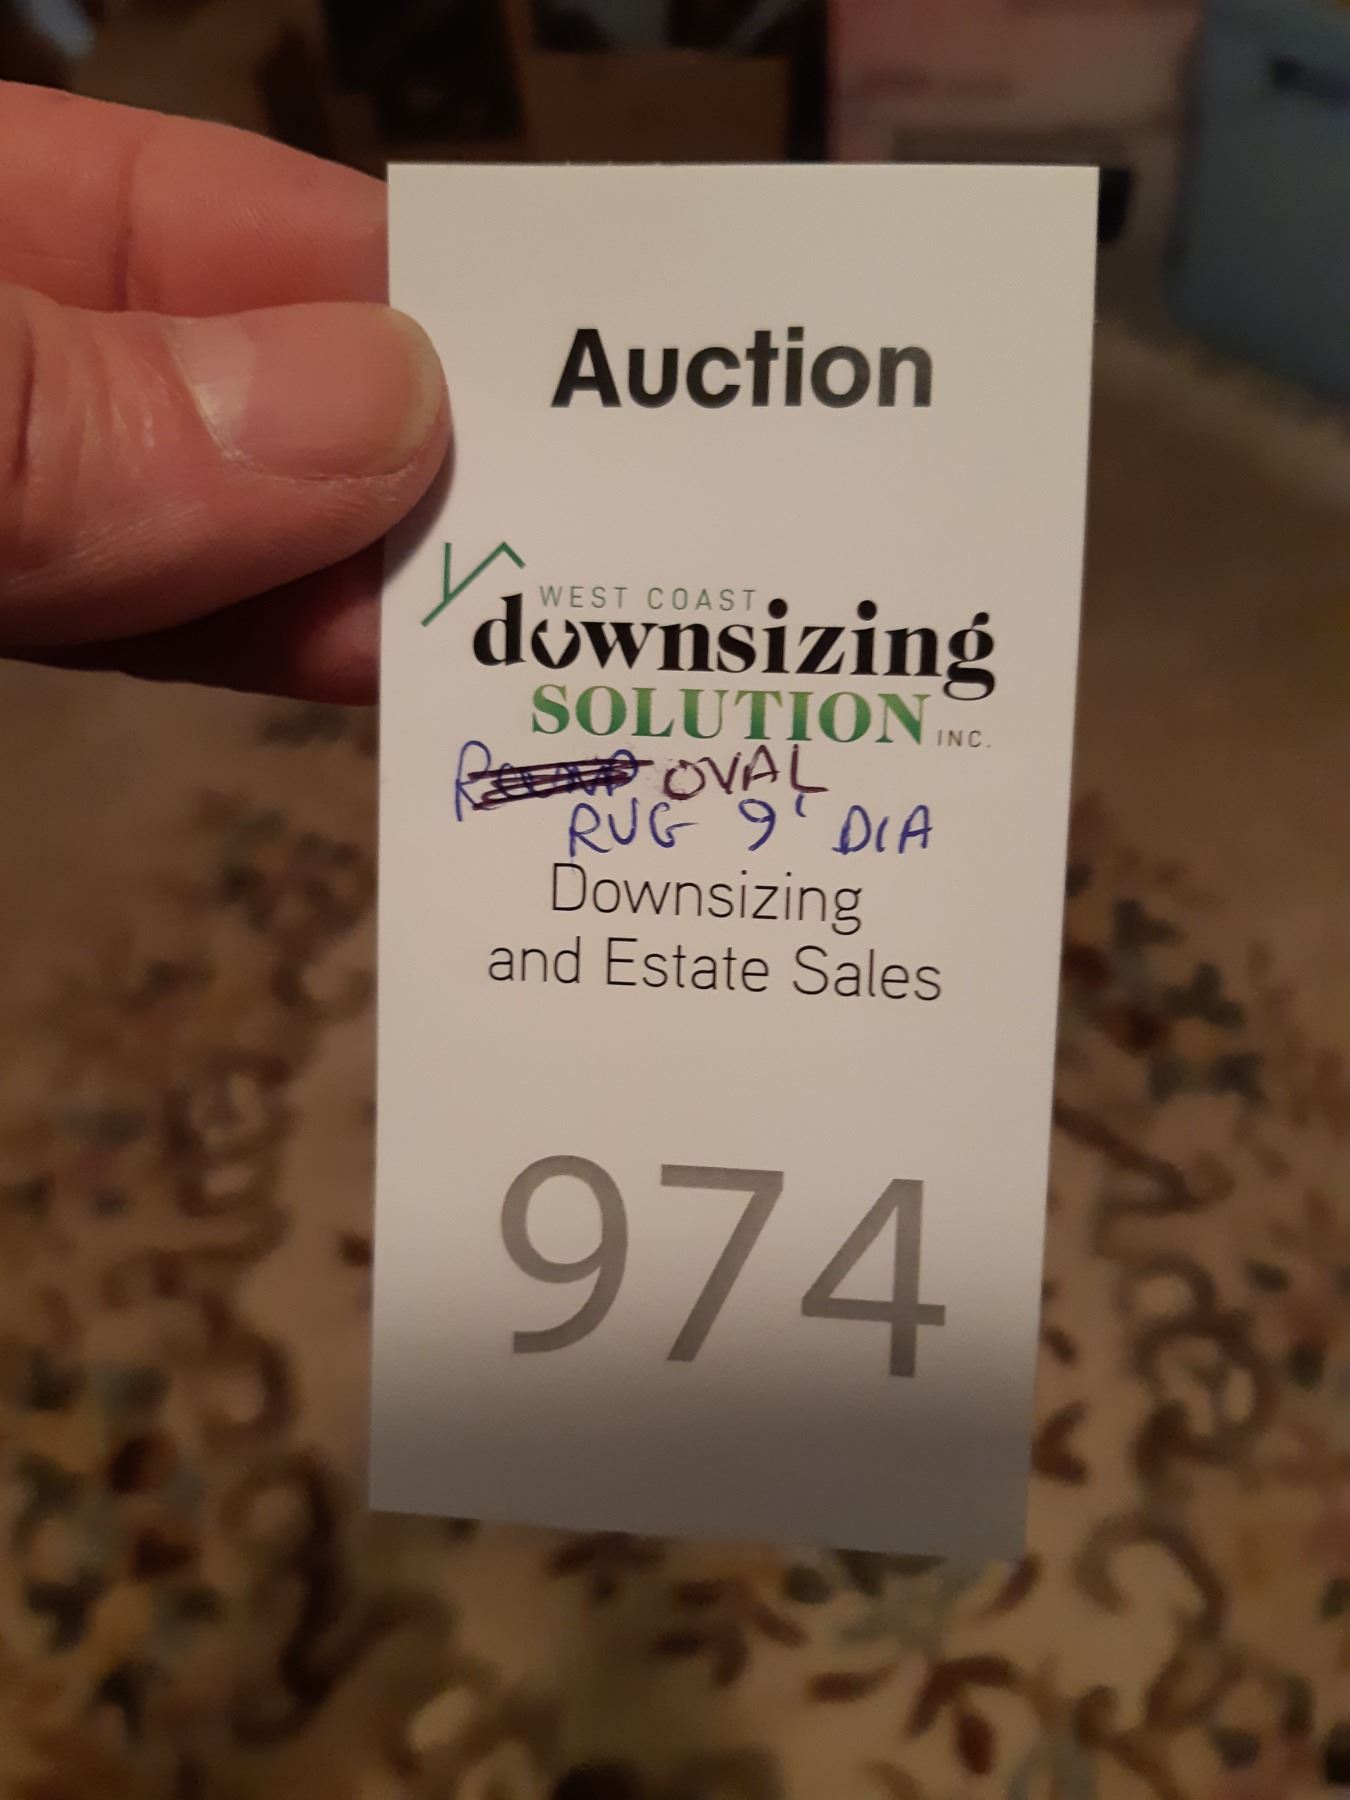 Auction
WEST COAST
downsizing
SOLUTION INC.
OVAL
RUG 9' DIA
Downsizing
and Estate Sales
974